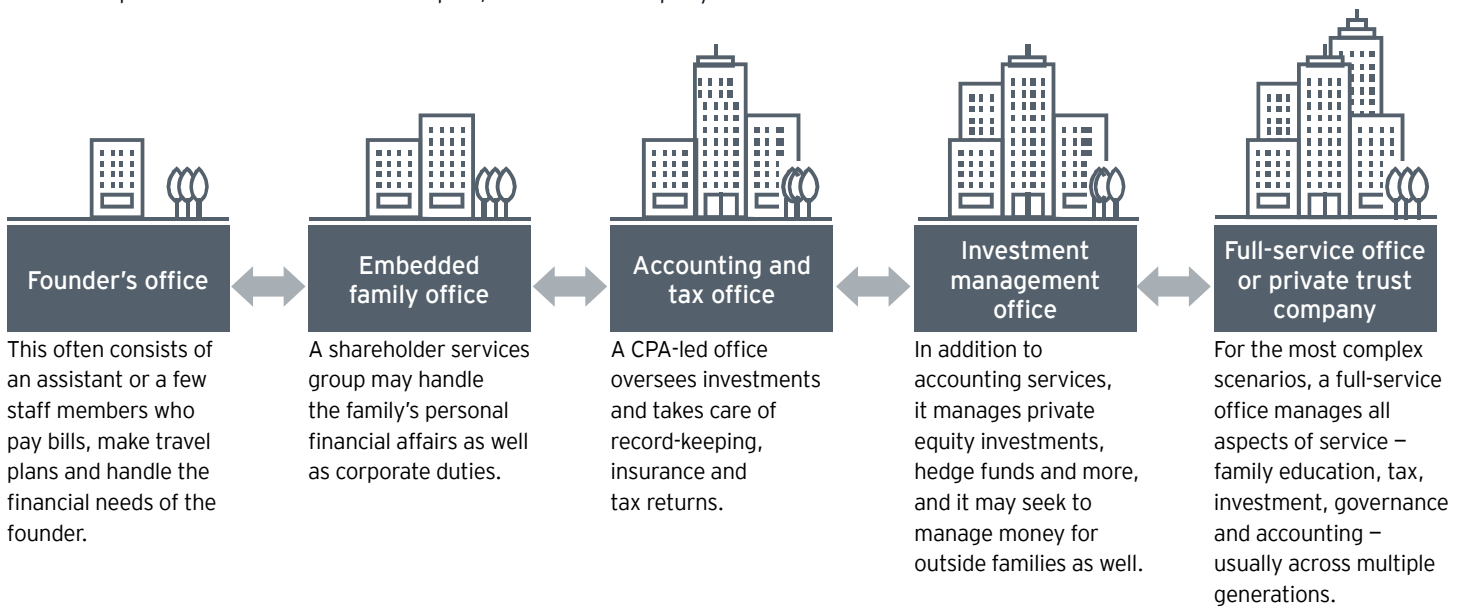 Founder's office
Embedded
family office
Accounting and
tax office
Investment
management
office
Full-service office
or private trust
company
This often consists of
an assistant or a few
staff members who
pay bills, make travel
plans and handle the
financial needs of the
founder.
A shareholder services
group may handle
the family's personal
financial affairs as well
as corporate duties.
A CPA-led office
oversees investments
and takes care of
record-keeping,
insurance and
tax returns.
In addition to
accounting services,
it manages private
equity investments,
hedge funds and more,
and it may seek to
manage money for
outside families as well.
For the most complex
scenarios, a full-service
office manages all
aspects of service –
family education, tax,
investment, governance
and accounting –
usually across multiple
generations.